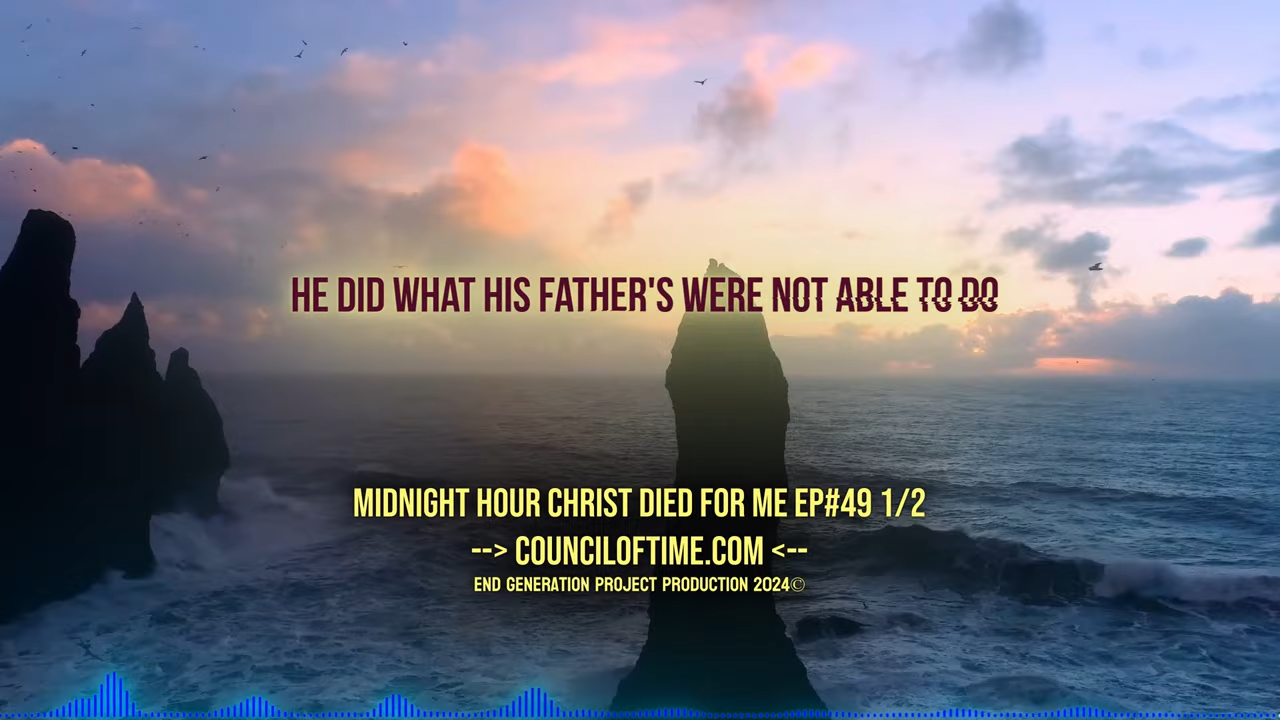 HE DID WHAT HIS FATHER'S WERE NOT ABLE TO DO
MIDNIGHT HOUR CHRIST DIED FOR ME EP#49 1/2
--> COUNCILOFTIME.COM <--
END GENERATION PROJECT PRODUCTION 2024©